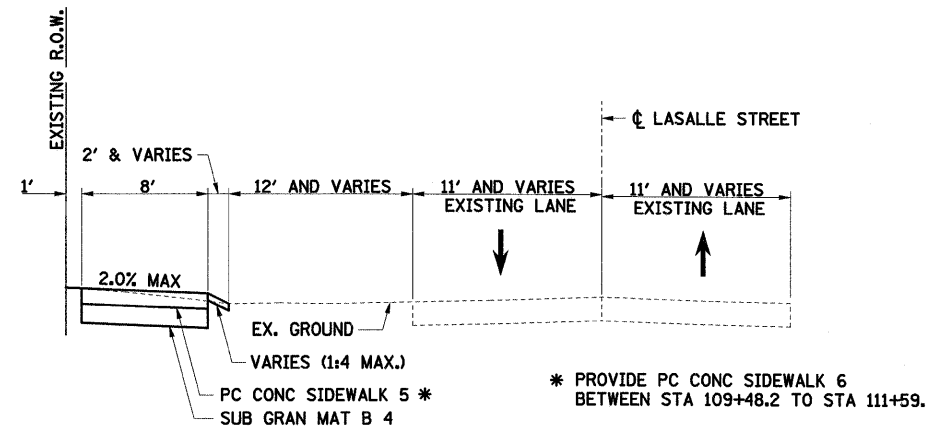 EXISTING R.O.W.
℄ LASALLE STREET
2' & VARIES
1'
8'
12' AND VARIES
11' AND VARIES
EXISTING LANE
11' AND VARIES
EXISTING LANE
2.0% MAX
EX. GROUND
VARIES (1:4 MAX.)
PC CONC SIDEWALK 5 *
SUB GRAN MAT B 4
* PROVIDE PC CONC SIDEWALK 6
BETWEEN STA 109+48.2 TO STA 111+59.